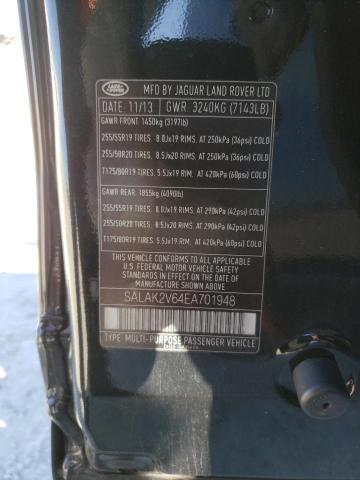 LAND ROVER
MFD BY JAGUAR LAND ROVER LTD
DATE 11/13 GWR 3240KG (7143LB)
GAWR FRONT 1450kg (3197lb)
255/55R19 TIRES. 8.0Jx19 RIMS. AT 250kPA (36psi) COLD
255/50R20 TIRES. 8.5Jx20 RIMS. AT 250kPA (36psi) COLD
T175/80R19 TIRES. 5.5Jx19 RIMS. AT 420kPA (60psi) COLD
GAWR REAR. 1855kg (4090lb)
255/55R19 TIRES. 8.0Jx19 RIMS. AT 290kPA (42psi) COLD
255/50R20 TIRES. 8.5Jx20 RIMS. AT 290kPA (42psi) COLD
T175/80R19 TIRES. 5.5Jx19 RIMS. AT 420kPA (60psi) COLD
THIS VEHICLE CONFORMS TO ALL APPLICABLE
U.S. FEDERAL MOTOR VEHICLE SAFETY
STANDARDS IN EFFECT ON THE DATE OF
MANUFACTURE SHOWN ABOVE
SALAK2V64EA701948
TYPE MULTI-PURPOSE PASSENGER VEHICLE